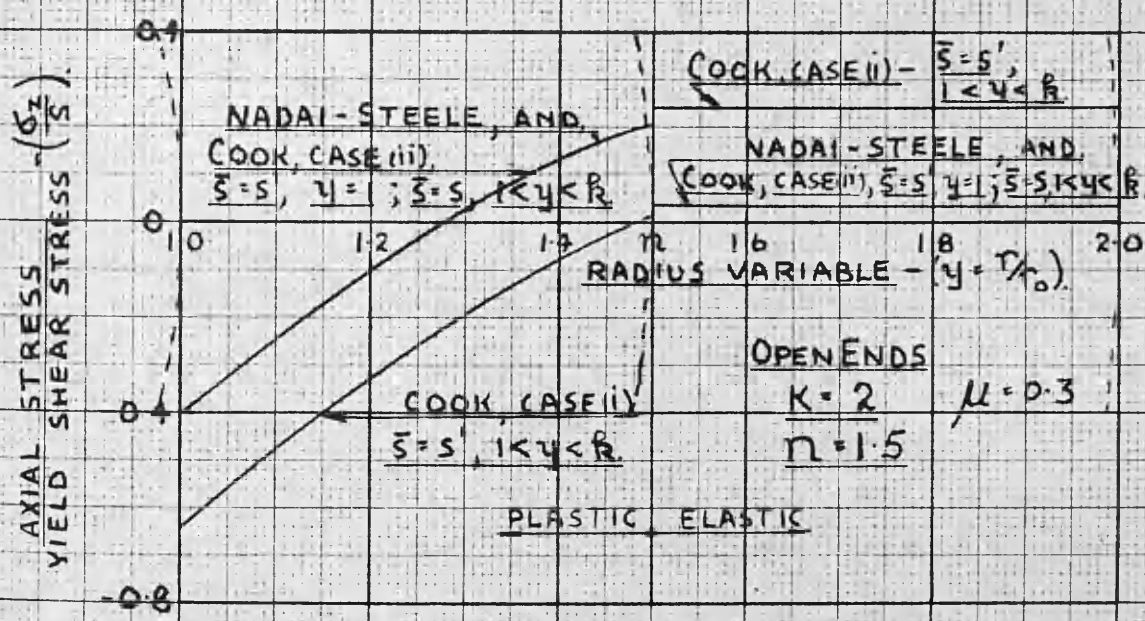 0.4
COOK, CASE (i) - s̄ = s', 1 < y < k.
NADAI-STEELE, AND,
COOK, CASE (ii).
s̄ = s, y = 1 ; s̄ = s, 1 < y < k
NADAI-STEELE, AND,
COOK, CASE (ii), s̄ = s' y = 1 ; s̄ = s, 1 < y < k
0
1.0 1.2 1.4 n 1.6 1.8 2.0
RADIUS VARIABLE - (y = r/r₀).
AXIAL STRESS
YIELD SHEAR STRESS - (σz/s).
OPEN ENDS
K = 2 μ = 0.3
n = 1.5
-0.4
COOK, CASE (i)
s̄ = s', 1 < y < k.
PLASTIC ELASTIC
-0.8